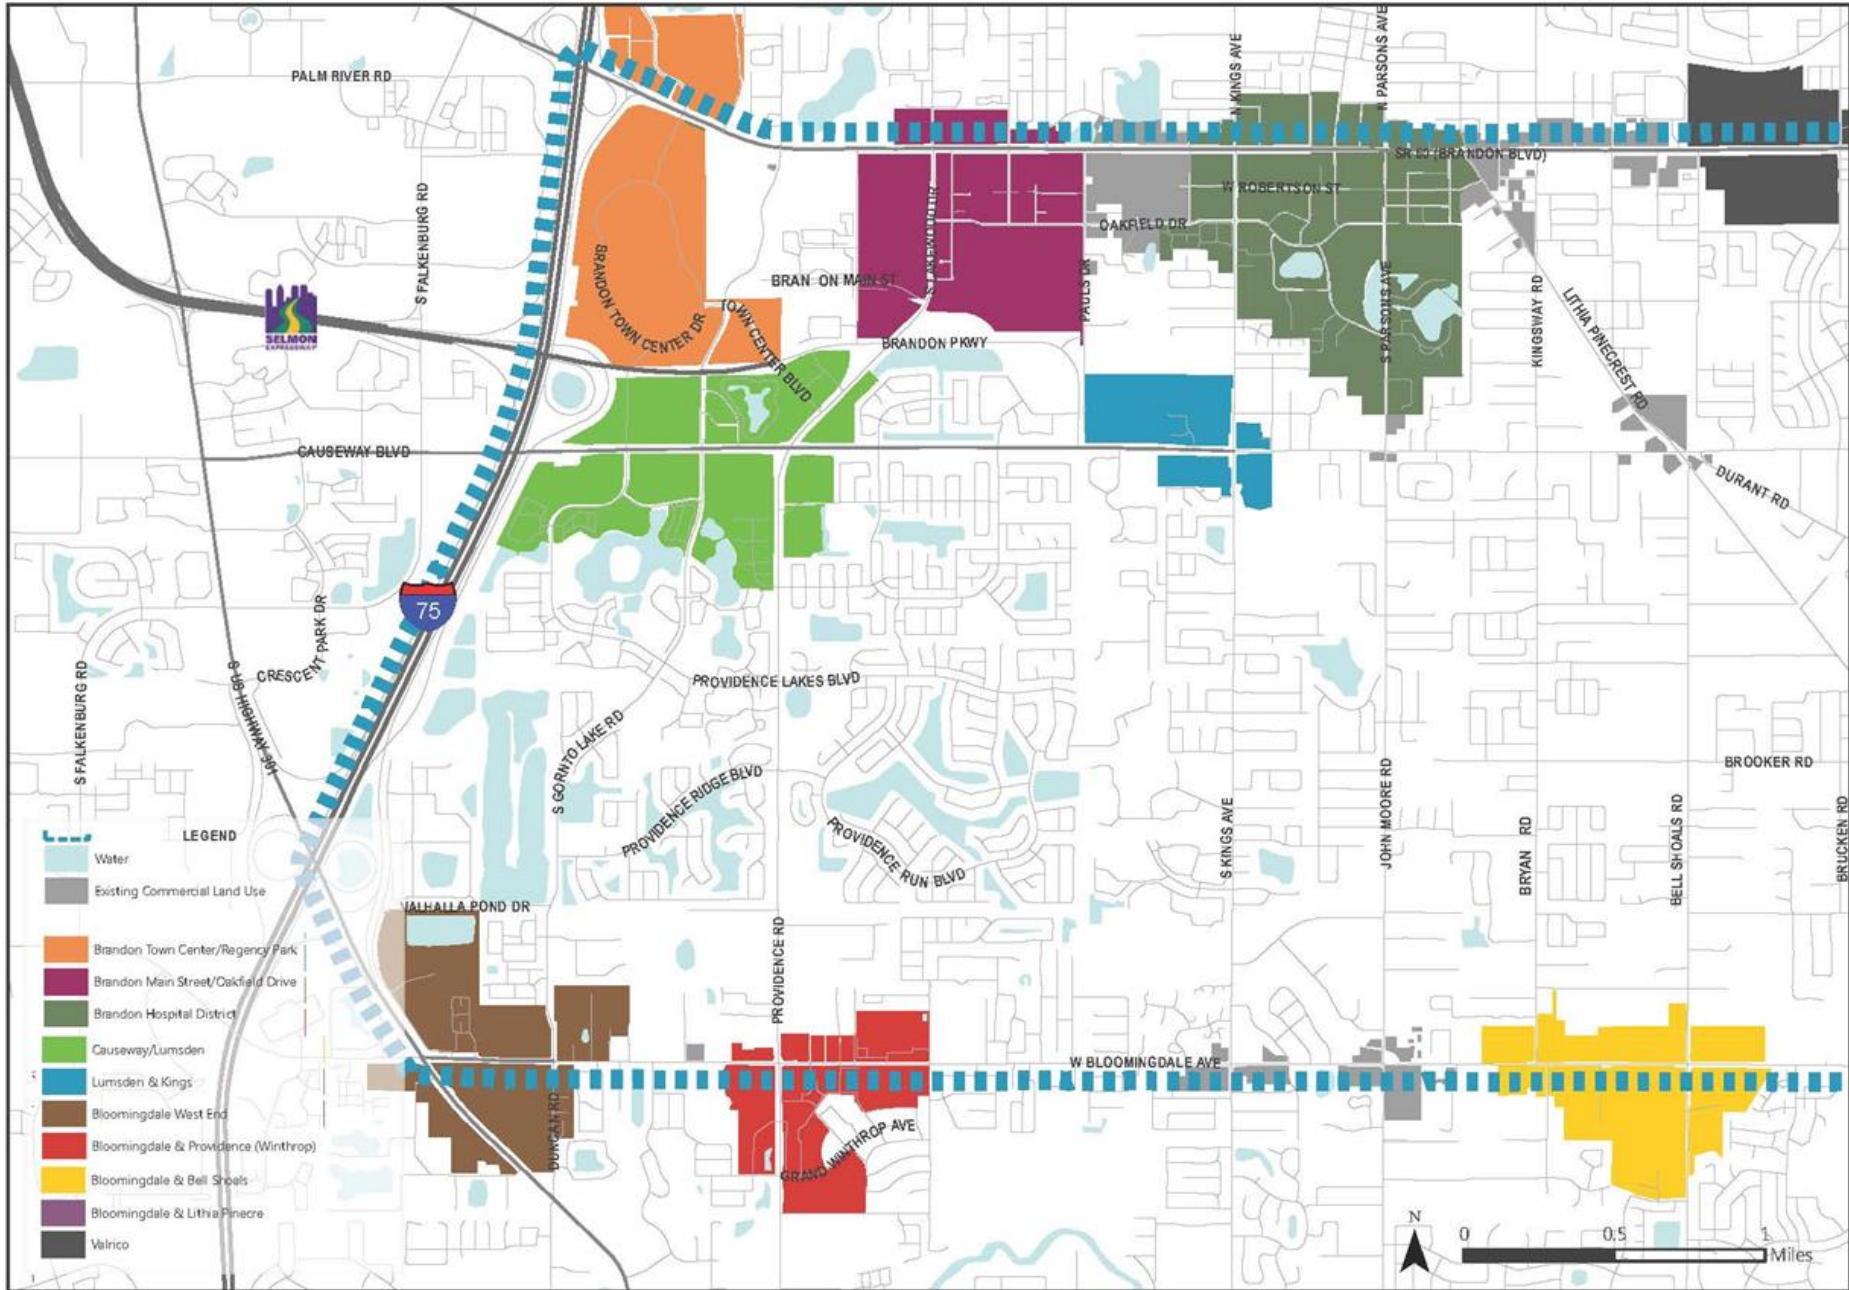 PALM RIVER RD
N KINGS AVE
N PARSONS AVE
SR 60 (BRANDON BLVD)
S FALKENBURG RD
W ROBERTSON ST
S LAKEWOOD DR
OAKFIELD DR
BRAN ON MAIN ST
PAULS DR
BRANDON TOWN CENTER DR
TOWN CENTER BLVD
SELMON
EXPRESSWAY
BRANDON PKWY
S PARSONS AVE
KINGSWAY RD
LITHIA PINECREST RD
CAUSEWAY BLVD
DURANT RD
75
CRESCENT PARK DR
S FALKENBURG RD
S US HIGHWAY 301
PROVIDENCE LAKES BLVD
S GORNTO LAKE RD
PROVIDENCE RIDGE BLVD
PROVIDENCE RUN BLVD
S KINGS AVE
JOHN MOORE RD
BRYAN RD
BELL SHOALS RD
BROOKER RD
BRUCKEN RD
VALHALLA POND DR
PROVIDENCE RD
W BLOOMINGDALE AVE
DUNCAN RD
GRAND WINTHROP AVE
LEGEND
Water
Existing Commercial Land Use
Brandon Town Center/Regency Park
Brandon Main Street/Oakfield Drive
Brandon Hospital District
Causeway/Lumsden
Lumsden & Kings
Bloomingdale West End
Bloomingdale & Providence (Winthrop)
Bloomingdale & Bell Shoals
Bloomingdale & Lithia Pinecre
Valrico
N
0 0.5 1
Miles